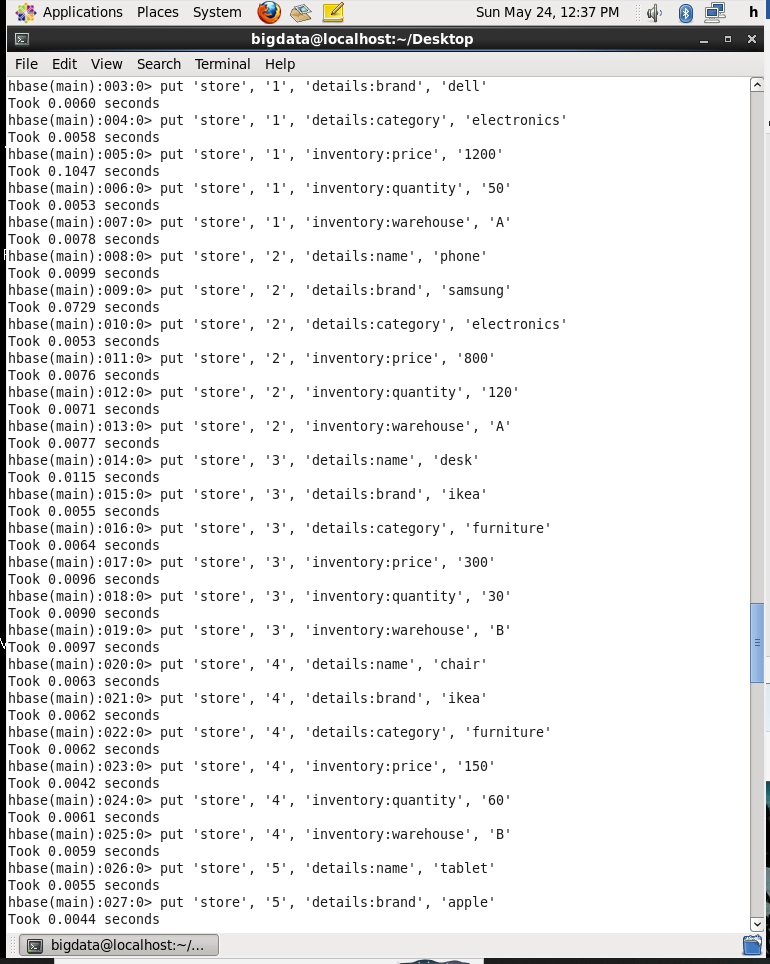 Applications Places System Sun May 24, 12:37 PM h
bigdata@localhost:~/Desktop
File Edit View Search Terminal Help
hbase(main):003:0> put 'store', '1', 'details:brand', 'dell'
Took 0.0060 seconds
hbase(main):004:0> put 'store', '1', 'details:category', 'electronics'
Took 0.0058 seconds
hbase(main):005:0> put 'store', '1', 'inventory:price', '1200'
Took 0.1047 seconds
hbase(main):006:0> put 'store', '1', 'inventory:quantity', '50'
Took 0.0053 seconds
hbase(main):007:0> put 'store', '1', 'inventory:warehouse', 'A'
Took 0.0078 seconds
hbase(main):008:0> put 'store', '2', 'details:name', 'phone'
Took 0.0099 seconds
hbase(main):009:0> put 'store', '2', 'details:brand', 'samsung'
Took 0.0729 seconds
hbase(main):010:0> put 'store', '2', 'details:category', 'electronics'
Took 0.0053 seconds
hbase(main):011:0> put 'store', '2', 'inventory:price', '800'
Took 0.0076 seconds
hbase(main):012:0> put 'store', '2', 'inventory:quantity', '120'
Took 0.0071 seconds
hbase(main):013:0> put 'store', '2', 'inventory:warehouse', 'A'
Took 0.0077 seconds
hbase(main):014:0> put 'store', '3', 'details:name', 'desk'
Took 0.0115 seconds
hbase(main):015:0> put 'store', '3', 'details:brand', 'ikea'
Took 0.0055 seconds
hbase(main):016:0> put 'store', '3', 'details:category', 'furniture'
Took 0.0064 seconds
hbase(main):017:0> put 'store', '3', 'inventory:price', '300'
Took 0.0096 seconds
hbase(main):018:0> put 'store', '3', 'inventory:quantity', '30'
Took 0.0090 seconds
hbase(main):019:0> put 'store', '3', 'inventory:warehouse', 'B'
Took 0.0097 seconds
hbase(main):020:0> put 'store', '4', 'details:name', 'chair'
Took 0.0063 seconds
hbase(main):021:0> put 'store', '4', 'details:brand', 'ikea'
Took 0.0062 seconds
hbase(main):022:0> put 'store', '4', 'details:category', 'furniture'
Took 0.0062 seconds
hbase(main):023:0> put 'store', '4', 'inventory:price', '150'
Took 0.0042 seconds
hbase(main):024:0> put 'store', '4', 'inventory:quantity', '60'
Took 0.0061 seconds
hbase(main):025:0> put 'store', '4', 'inventory:warehouse', 'B'
Took 0.0059 seconds
hbase(main):026:0> put 'store', '5', 'details:name', 'tablet'
Took 0.0055 seconds
hbase(main):027:0> put 'store', '5', 'details:brand', 'apple'
Took 0.0044 seconds
bigdata@localhost:~/...